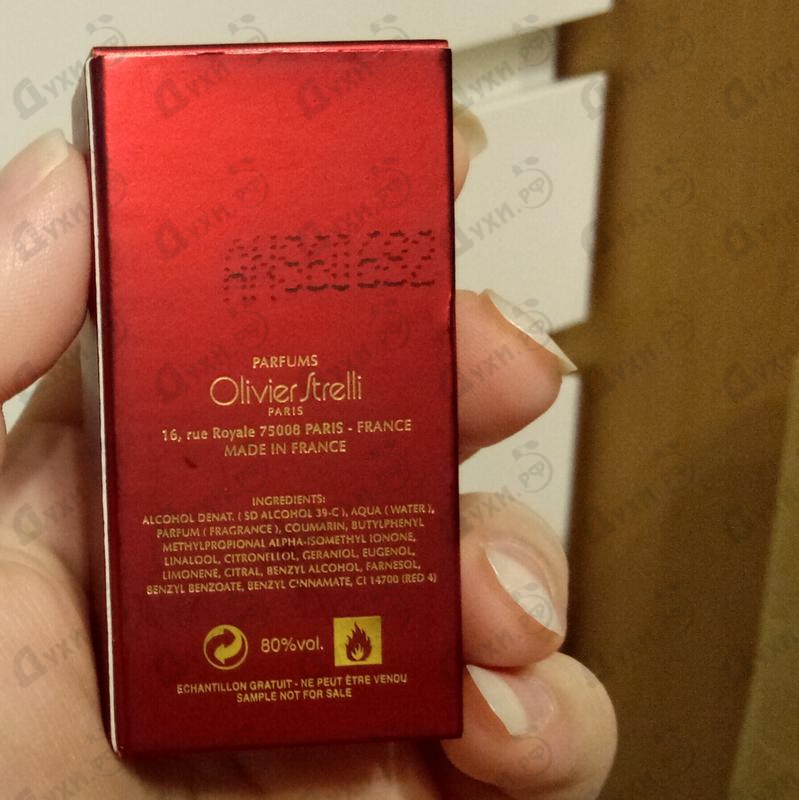 PARFUMS
Olivier Strelli
PARIS
16, rue Royale 75008 PARIS - FRANCE
MADE IN FRANCE
INGREDIENTS:
ALCOHOL DENAT. ( SD ALCOHOL 39-C ), AQUA ( WATER ),
PARFUM ( FRAGRANCE ), COUMARIN, BUTYLPHENYL
METHYLPROPIONAL ALPHA-ISOMETHYL IONONE,
LINALOOL, CITRONELLOL, GERANIOL, EUGENOL,
LIMONENE, CITRAL, BENZYL ALCOHOL, FARNESOL,
BENZYL BENZOATE, BENZYL CINNAMATE, CI 14700 (RED 4)
80%vol.
ECHANTILLON GRATUIT - NE PEUT ÊTRE VENDU
SAMPLE NOT FOR SALE
Духи.рф